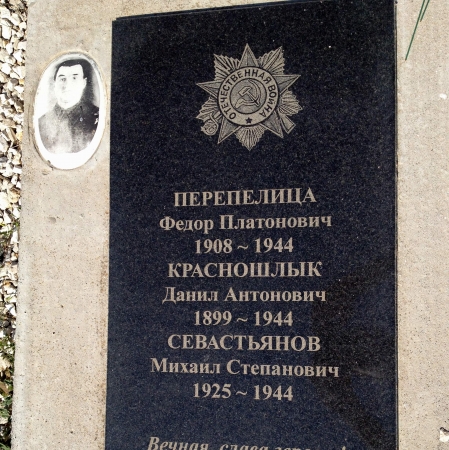 ОТЕЧЕСТВЕННАЯ ВОЙНА
ПЕРЕПЕЛИЦА
Федор Платонович
1908 ~ 1944
КРАСНОШЛЫК
Данил Антонович
1899 ~ 1944
СЕВАСТЬЯНОВ
Михаил Степанович
1925 ~ 1944
Вечная слава